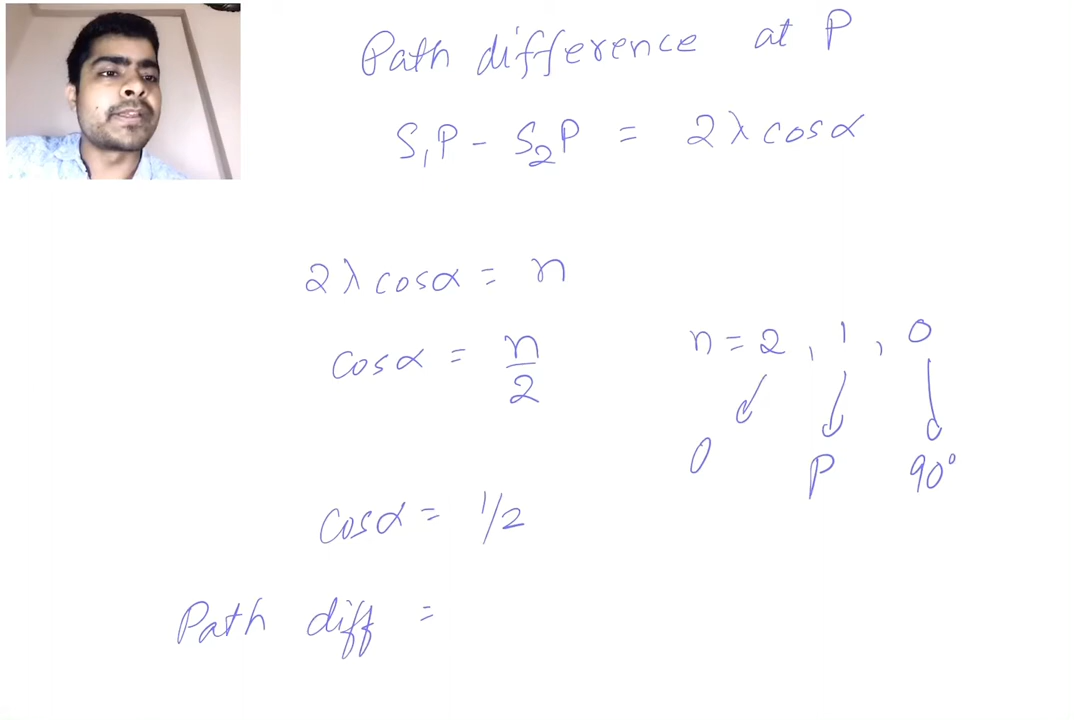 Path difference at P
S₁P - S₂P = 2λ cosα
2λ cosα = n
cosα = n/2
n = 2, 1, 0
0 P 90°
cosα = 1/2
Path diff =